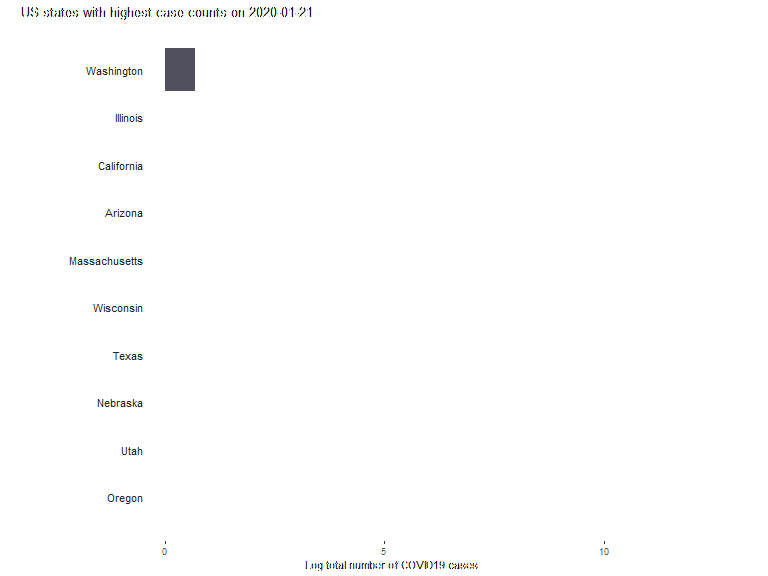 US states with highest case counts on 2020-01-21
Washington
Illinois
California
Arizona
Massachusetts
Wisconsin
Texas
Nebraska
Utah
Oregon
0 5 10
Log total number of COVID19 cases